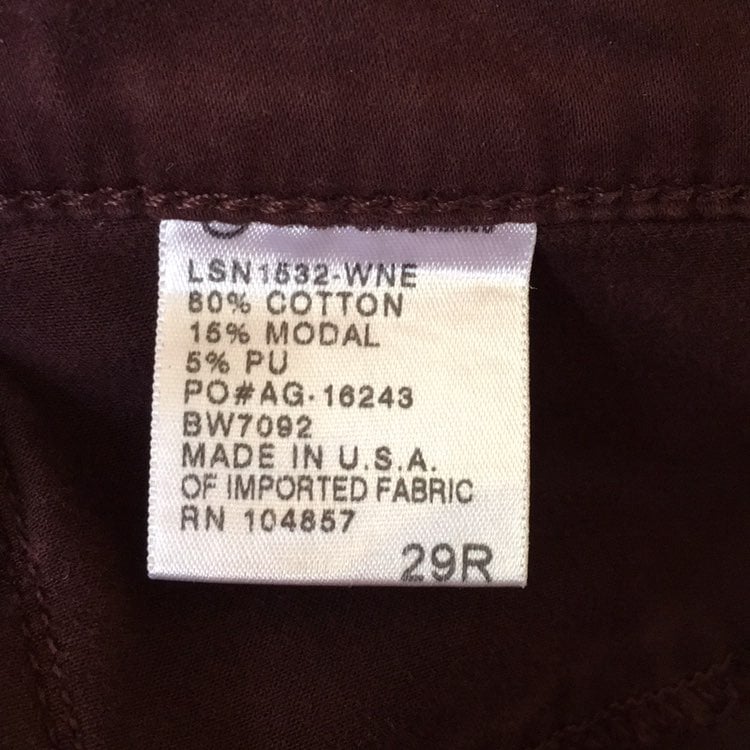 LSN1532-WNE
80% COTTON
15% MODAL
5% PU
PO#AG-16243
BW7092
MADE IN U.S.A.
OF IMPORTED FABRIC
RN 104857
29R